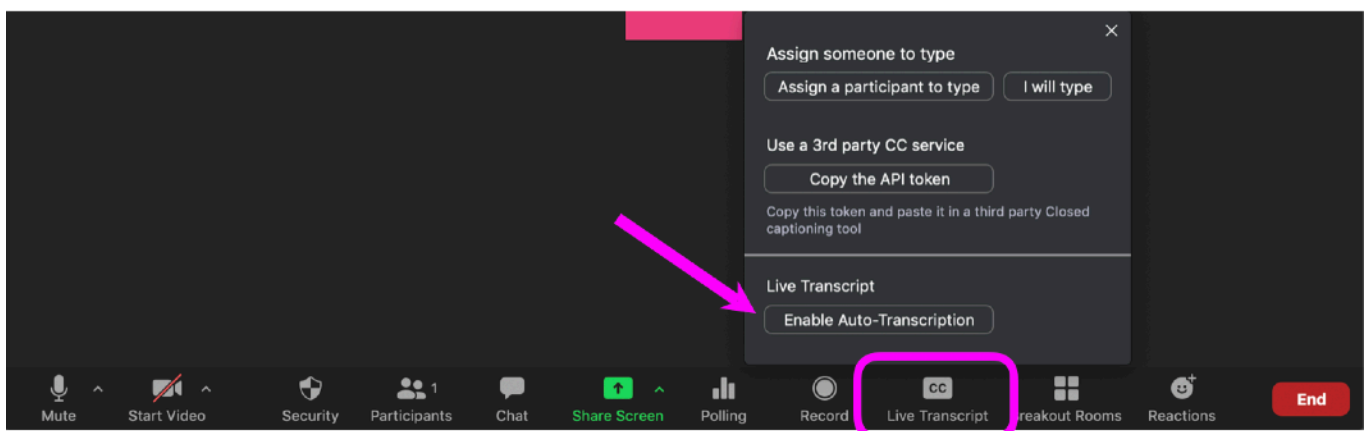 Assign someone to type
Assign a participant to type I will type
Use a 3rd party CC service
Copy the API token
Copy this token and paste it in a third party Closed
captioning tool
Live Transcript
Enable Auto-Transcription
1
CC
Mute Start Video Security Participants Chat Share Screen Polling Record Live Transcript reakout Rooms Reactions End